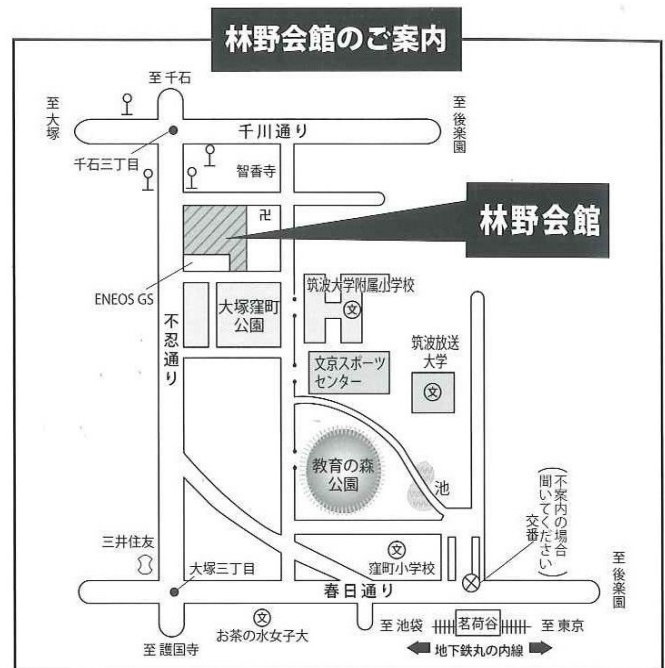 林野会館のご案内
至 千石
至 大塚
千川通り
至 後楽園
千石三丁目
智香寺
卍
林野会館
ENEOS GS
不忍通り
大塚窪町
公園
筑波大学附属小学校
文
文京スポーツ
センター
筑波放送
大学
文
教育の森
公園
池
(不案内の場合
聞いてください)
交番
三井住友
大塚三丁目
文
窪町小学校
至 後楽園
春日通り
文
お茶の水女子大
至 護国寺
至 池袋
茗荷谷
至 東京
地下鉄丸の内線